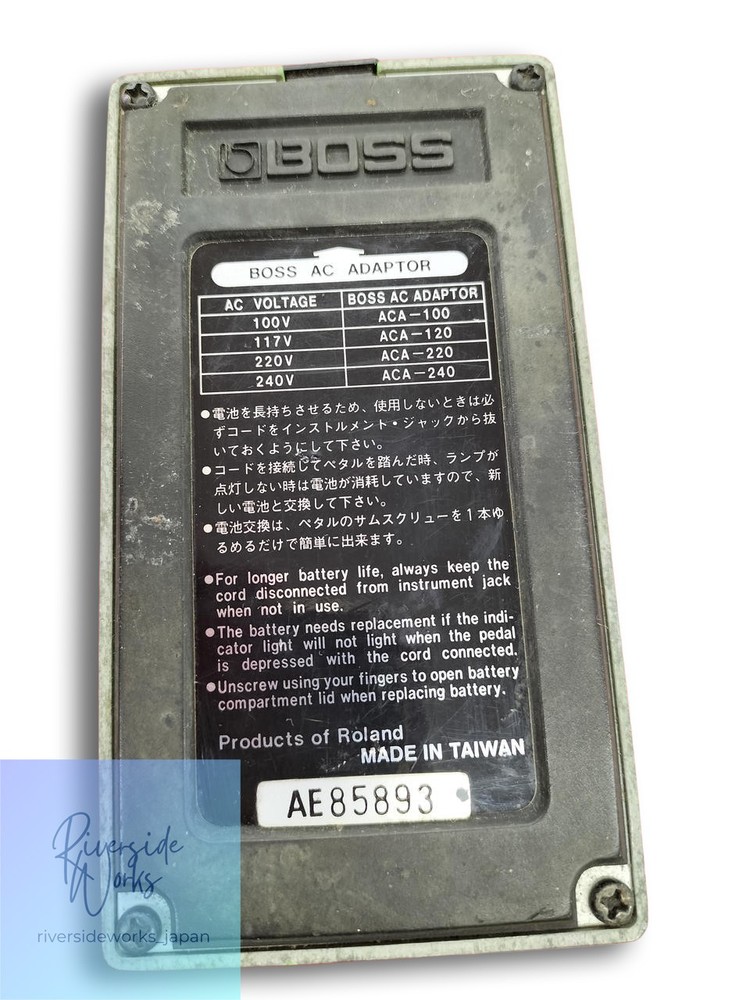 BOSS
BOSS AC ADAPTOR
AC VOLTAGE BOSS AC ADAPTOR
100V ACA-100
117V ACA-120
220V ACA-220
240V ACA-240
●電池を長持ちさせるため、使用しないときは必
ずコードをインストルメント・ジャックから抜
いておくようにして下さい。
●コードを接続してペタルを踏んだ時、ランプが
点灯しない時は電池が消耗していますので、新
しい電池と交換して下さい。
●電池交換は、ペタルのサムスクリューを1本ゆ
るめるだけで簡単に出来ます。
●For longer battery life, always keep the
cord disconnected from instrument jack
when not in use.
●The battery needs replacement if the indi-
cator light will not light when the pedal
is depressed with the cord connected.
●Unscrew using your fingers to open battery
compartment lid when replacing battery.
Products of Roland
MADE IN TAIWAN
AE85893
Riverside
Works
riversideworks_japan